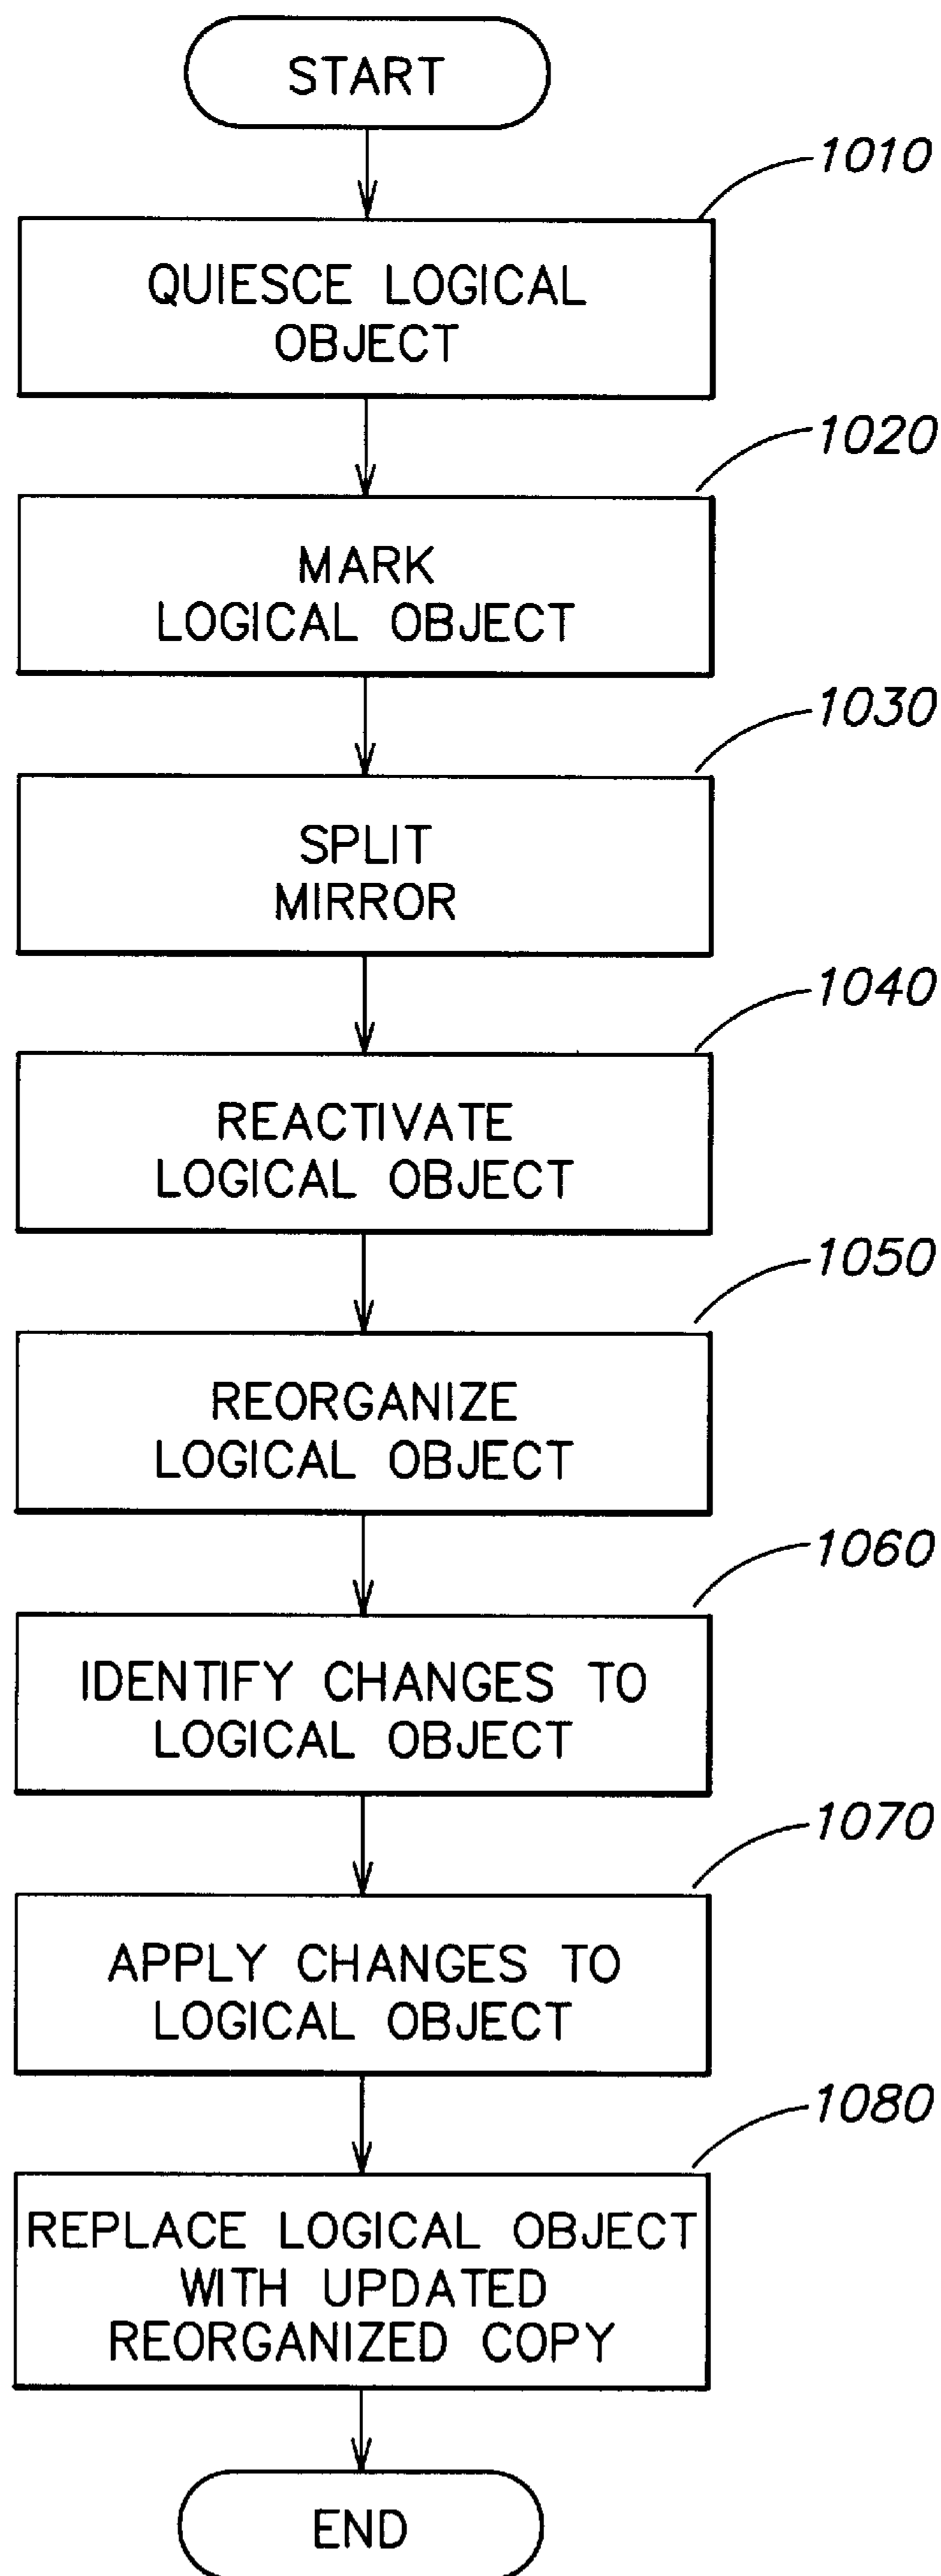 START
1010
QUIESCE LOGICAL
OBJECT
1020
MARK
LOGICAL OBJECT
1030
SPLIT
MIRROR
1040
REACTIVATE
LOGICAL OBJECT
1050
REORGANIZE
LOGICAL OBJECT
1060
IDENTIFY CHANGES TO
LOGICAL OBJECT
1070
APPLY CHANGES TO
LOGICAL OBJECT
1080
REPLACE LOGICAL OBJECT
WITH UPDATED
REORGANIZED COPY
END